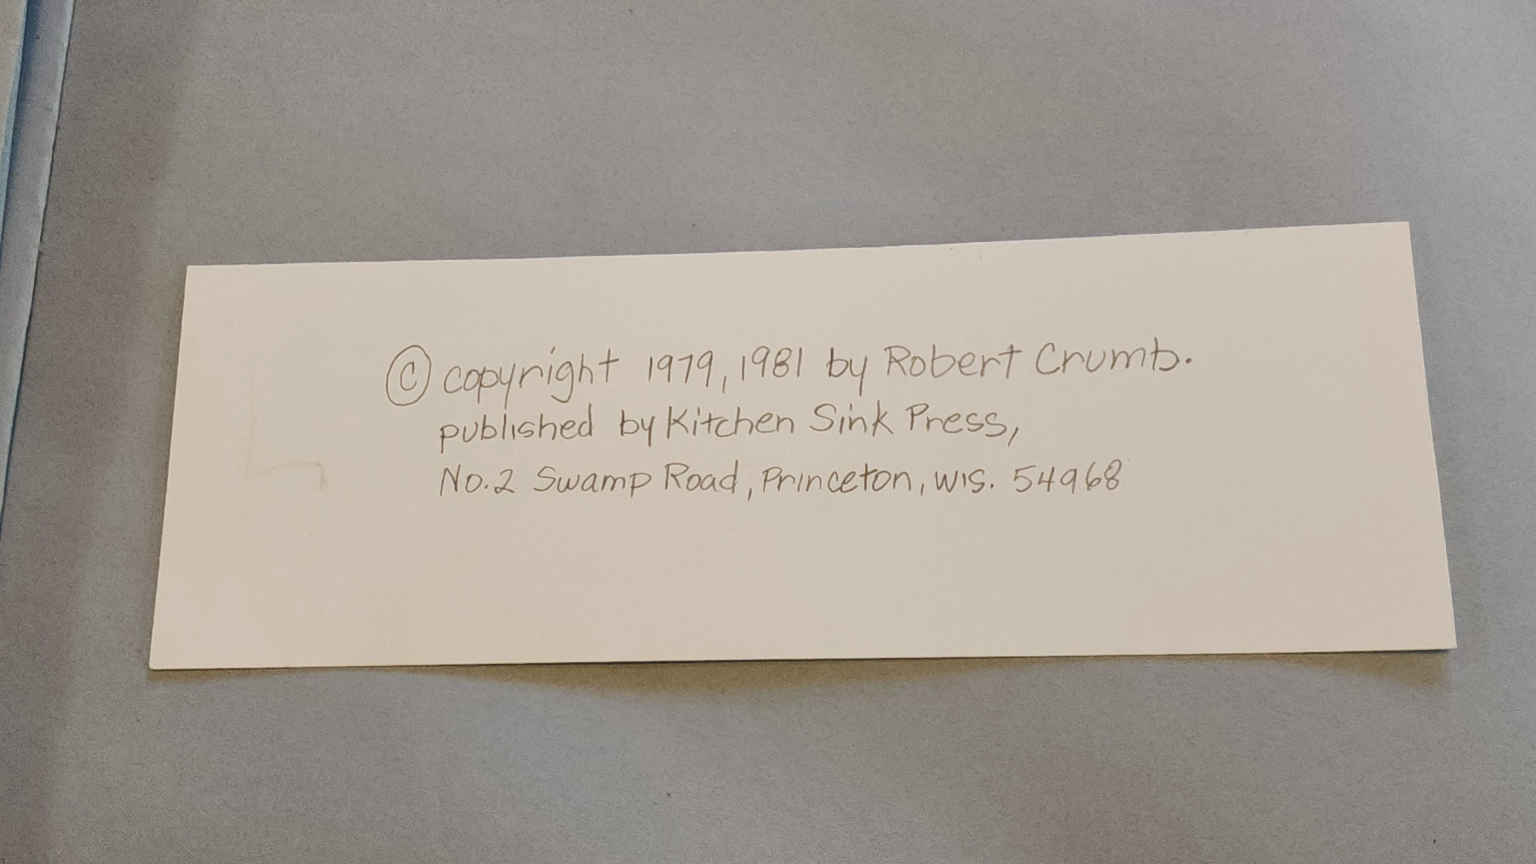 © copyright 1979, 1981 by Robert Crumb.
published by Kitchen Sink Press,
No. 2 Swamp Road, Princeton, Wis. 54968